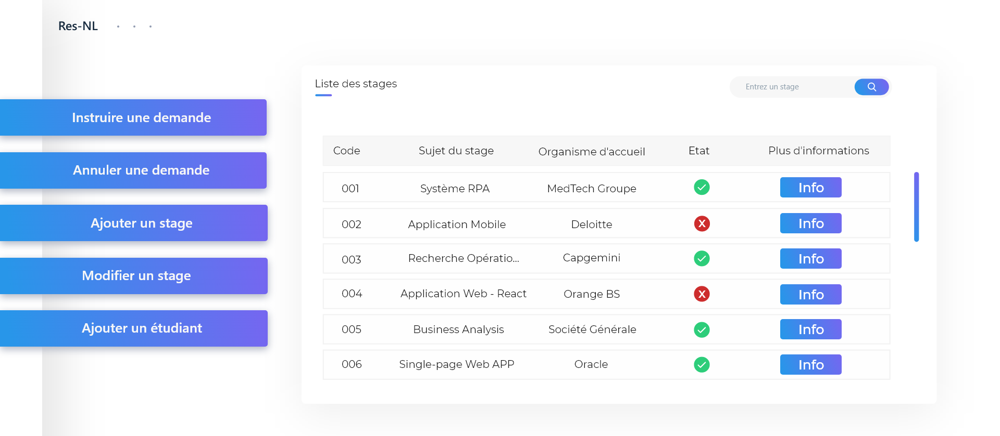 Res-NL
Instruire une demande
Annuler une demande
Ajouter un stage
Modifier un stage
Ajouter un étudiant
Liste des stages
Entrez un stage
Code Sujet du stage Organisme d'accueil Etat Plus d'informations
001 Système RPA MedTech Groupe Info
002 Application Mobile Deloitte X Info
003 Recherche Opératio... Capgemini Info
004 Application Web - React Orange BS X Info
005 Business Analysis Société Générale Info
006 Single-page Web APP Oracle Info